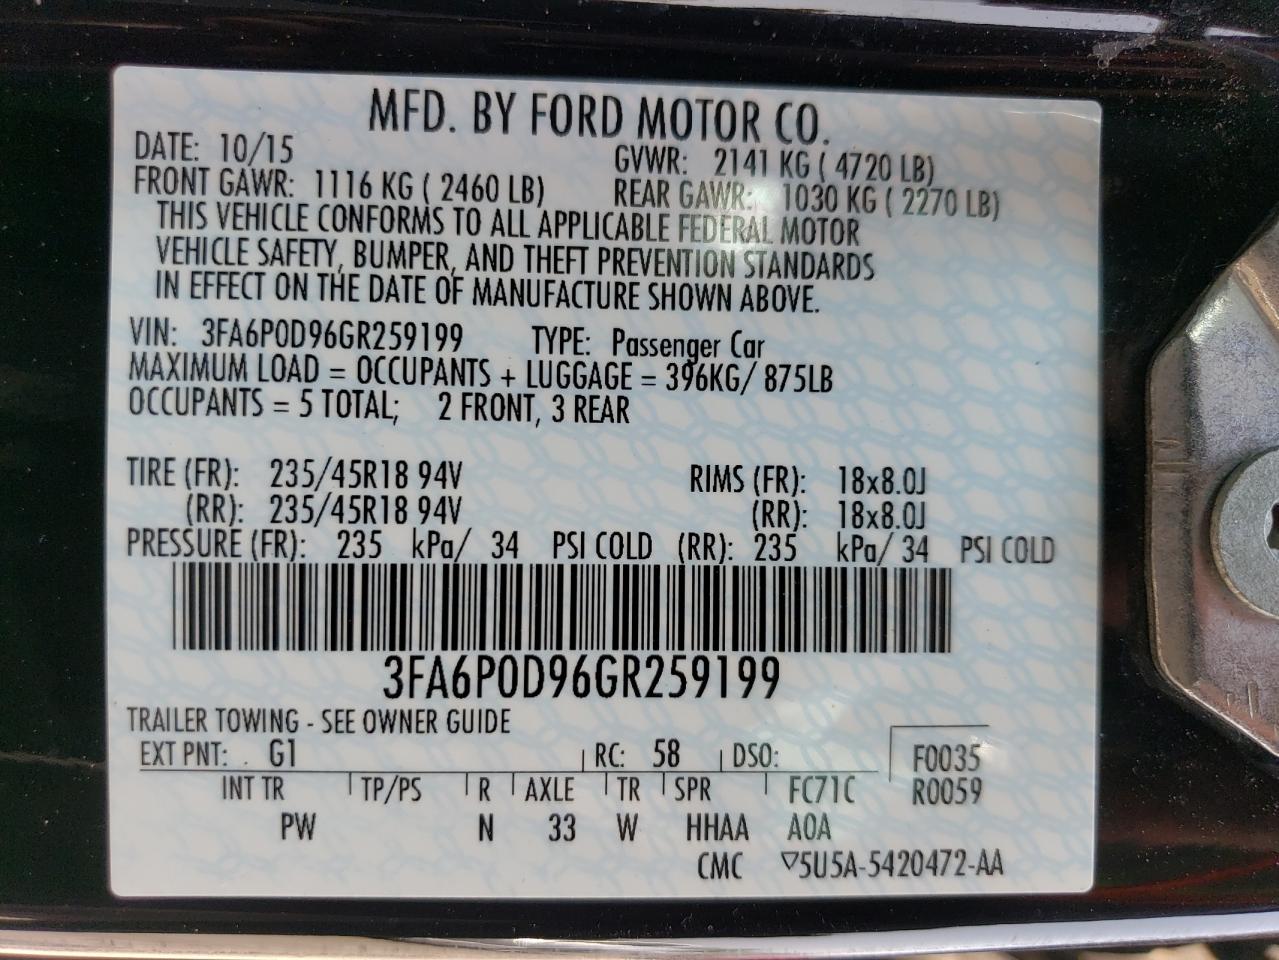 MFD. BY FORD MOTOR CO.
DATE: 10/15 GVWR: 2141 KG ( 4720 LB)
FRONT GAWR: 1116 KG ( 2460 LB) REAR GAWR: 1030 KG ( 2270 LB)
THIS VEHICLE CONFORMS TO ALL APPLICABLE FEDERAL MOTOR
VEHICLE SAFETY, BUMPER, AND THEFT PREVENTION STANDARDS
IN EFFECT ON THE DATE OF MANUFACTURE SHOWN ABOVE.
VIN: 3FA6P0D96GR259199 TYPE: Passenger Car
MAXIMUM LOAD = OCCUPANTS + LUGGAGE = 396KG/ 875LB
OCCUPANTS = 5 TOTAL; 2 FRONT, 3 REAR
TIRE (FR): 235/45R18 94V RIMS (FR): 18x8.0J
(RR): 235/45R18 94V (RR): 18x8.0J
PRESSURE (FR): 235 kPa/ 34 PSI COLD (RR): 235 kPa/ 34 PSI COLD
3FA6P0D96GR259199
TRAILER TOWING - SEE OWNER GUIDE
EXT PNT: G1 RC: 58 DSO: F0035
INT TR TP/PS R AXLE TR SPR FC71C R0059
PW N 33 W HHAA A0A
CMC ▽5U5A-5420472-AA